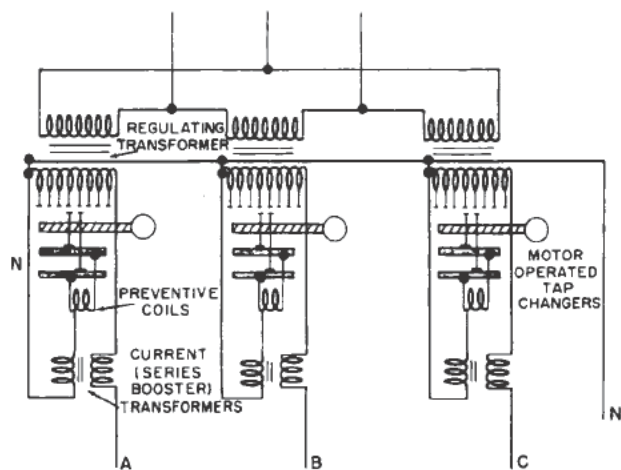 REGULATING
TRANSFORMER
N
PREVENTIVE
COILS
MOTOR
OPERATED
TAP
CHANGERS
CURRENT
(SERIES
BOOSTER)
TRANSFORMERS
N
A
B
C